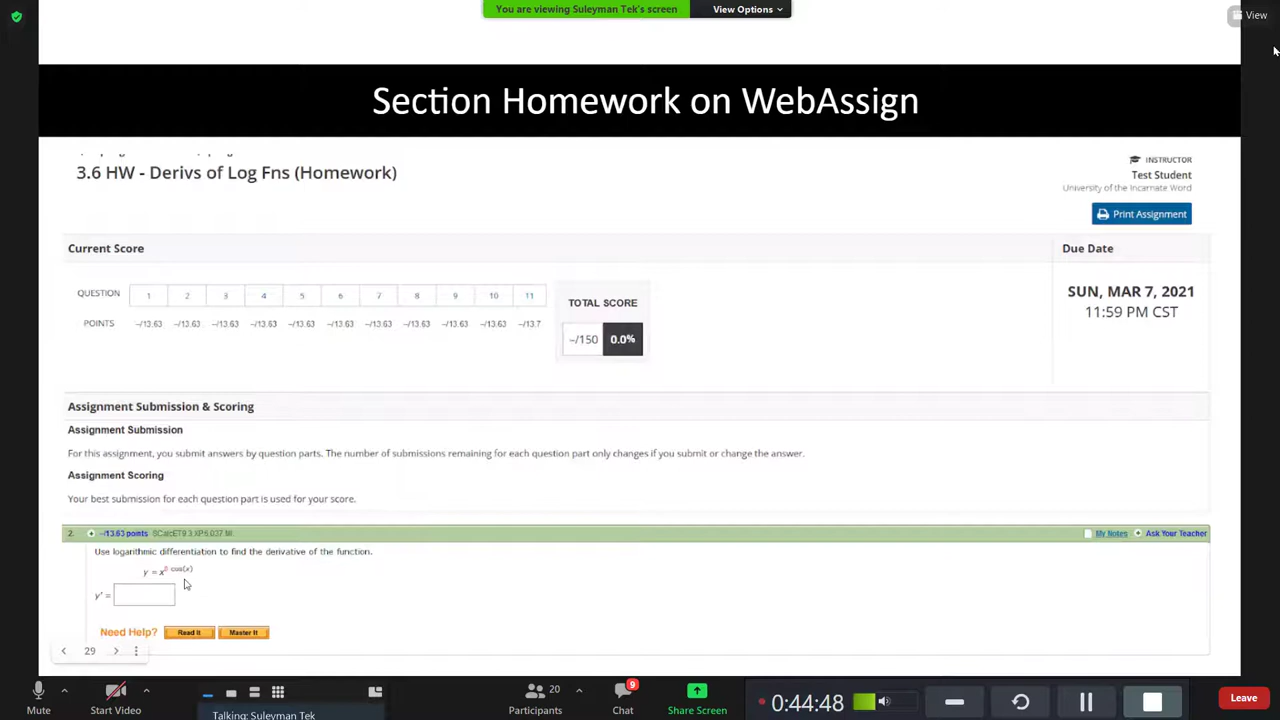 You are viewing Suleyman Tek's screen
View Options
View
Section Homework on WebAssign
3.6 HW - Derivs of Log Fns (Homework)
INSTRUCTOR
Test Student
University of the Incarnate Word
Print Assignment
Current Score
Due Date
QUESTION 1 2 3 4 5 6 7 8 9 10 11
POINTS –/13.63 –/13.63 –/13.63 –/13.63 –/13.63 –/13.63 –/13.63 –/13.63 –/13.63 –/13.63 –/13.7
TOTAL SCORE
–/150 0.0%
SUN, MAR 7, 2021
11:59 PM CST
Assignment Submission & Scoring
Assignment Submission
For this assignment, you submit answers by question parts. The number of submissions remaining for each question part only changes if you submit or change the answer.
Assignment Scoring
Your best submission for each question part is used for your score.
2. –/13.63 points SCalcET9 3.XP.6.037.MI.
My Notes
Ask Your Teacher
Use logarithmic differentiation to find the derivative of the function.
cos(x)
y = x
y' =
Need Help? Read It Master It
29
Mute
Start Video
Talking: Suleyman Tek
20
Participants
9
Chat
Share Screen
0:44:48
Leave